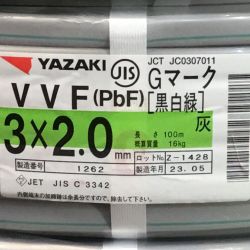 YAZAKI JIS JCT JC0307011
VVF(PbF) Gマーク
[黒白緑]
3×2.0mm 灰
長さ 100m
概算質量 16kg
製造番号 1262
ロットNo. Z-1428
製造年月 23.05
JET JIS C 3342